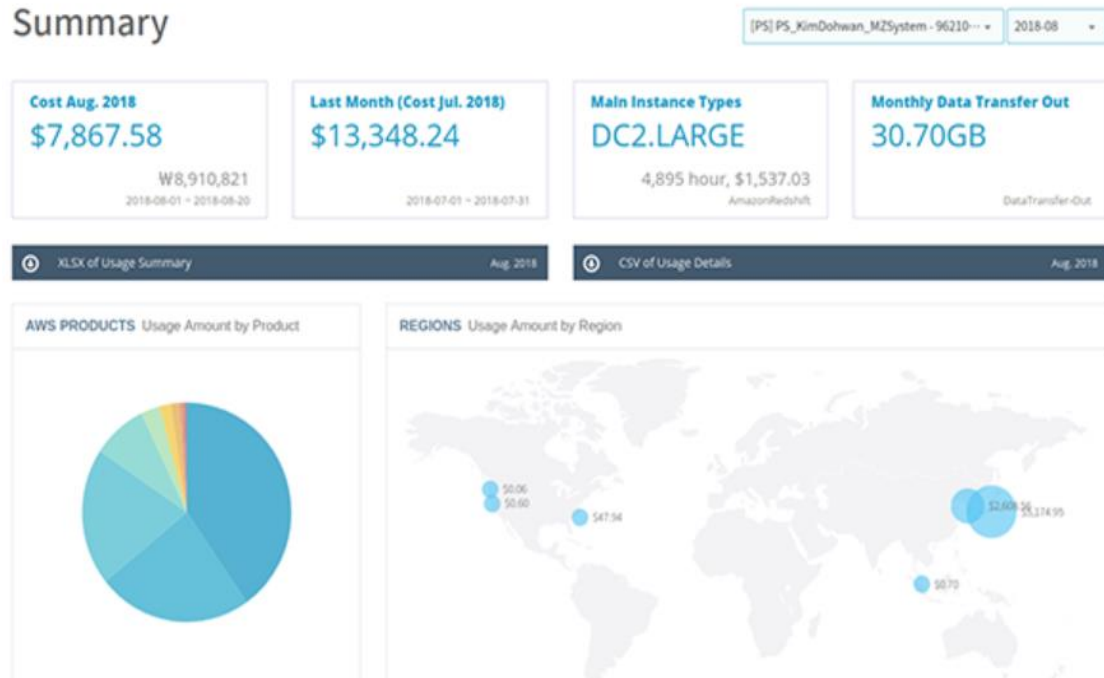 Summary
[PS] PS_KimDohwan_MZSystem - 96210···
2018-08
Cost Aug. 2018
$7,867.58
₩8,910,821
2018-08-01 ~ 2018-08-20
Last Month (Cost Jul. 2018)
$13,348.24
2018-07-01 ~ 2018-07-31
Main Instance Types
DC2.LARGE
4,895 hour, $1,537.03
AmazonRedshift
Monthly Data Transfer Out
30.70GB
DataTransfer-Out
XLSX of Usage Summary
Aug. 2018
CSV of Usage Details
Aug. 2018
AWS PRODUCTS Usage Amount by Product
REGIONS Usage Amount by Region
$0.06
$0.60
$47.94
$5,174.95
$0.70